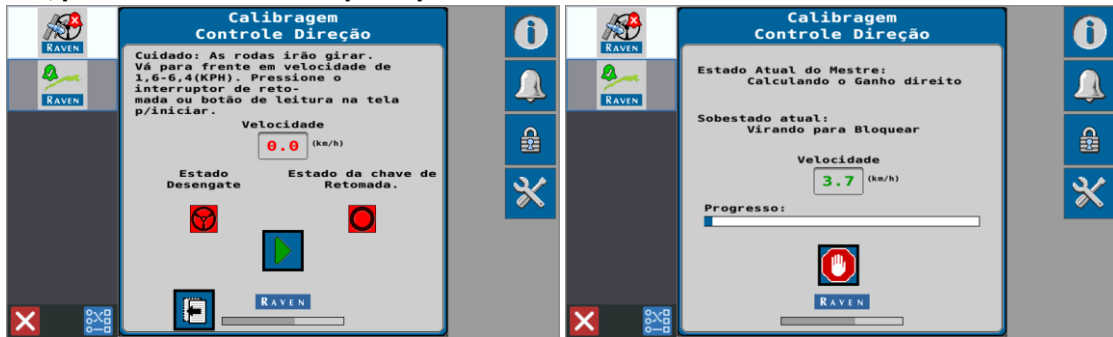 Calibragem
Controle Direção
RAVEN
RAVEN
Cuidado: As rodas irão girar.
Vá para frente em velocidade de
1,6-6,4(KPH). Pressione o
interruptor de reto-
mada ou botão de leitura na tela
p/iniciar.
Velocidade
0.0 (km/h)
Estado
Desengate
Estado da chave de
Retomada.
RAVEN
Calibragem
Controle Direção
RAVEN
RAVEN
Estado Atual do Mestre:
Calculando o Ganho direito
Sobestado atual:
Virando para Bloquear
Velocidade
3.7 (km/h)
Progresso:
RAVEN